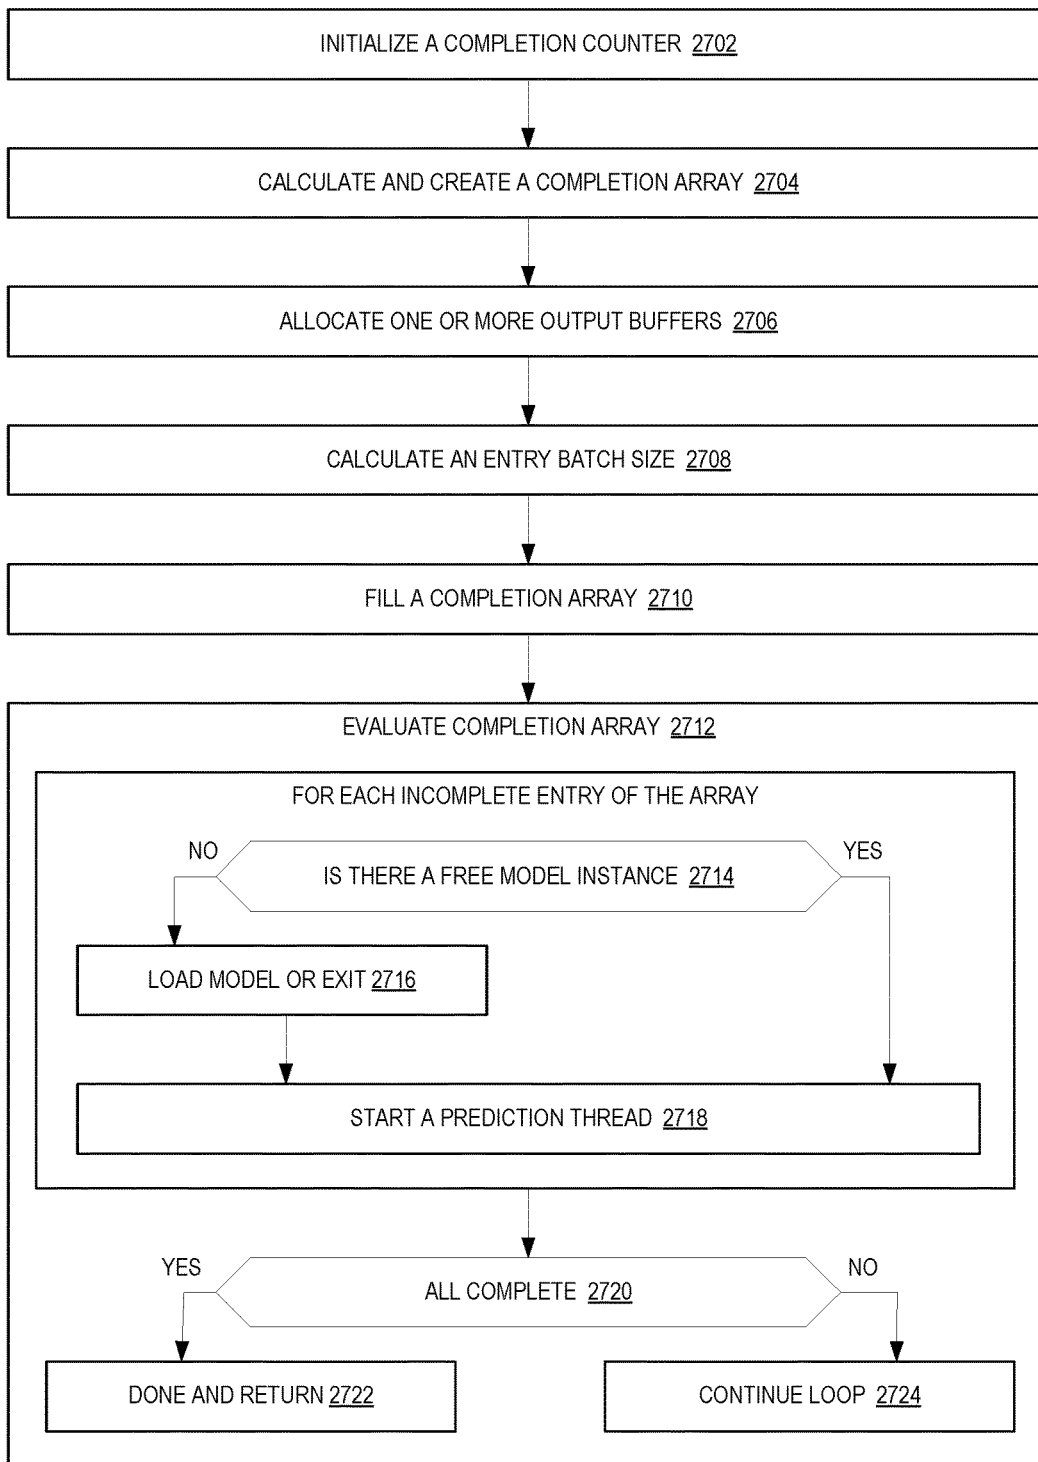 INITIALIZE A COMPLETION COUNTER 2702
CALCULATE AND CREATE A COMPLETION ARRAY 2704
ALLOCATE ONE OR MORE OUTPUT BUFFERS 2706
CALCULATE AN ENTRY BATCH SIZE 2708
FILL A COMPLETION ARRAY 2710
EVALUATE COMPLETION ARRAY 2712
FOR EACH INCOMPLETE ENTRY OF THE ARRAY
NO
YES
IS THERE A FREE MODEL INSTANCE 2714
LOAD MODEL OR EXIT 2716
START A PREDICTION THREAD 2718
YES
NO
ALL COMPLETE 2720
DONE AND RETURN 2722
CONTINUE LOOP 2724